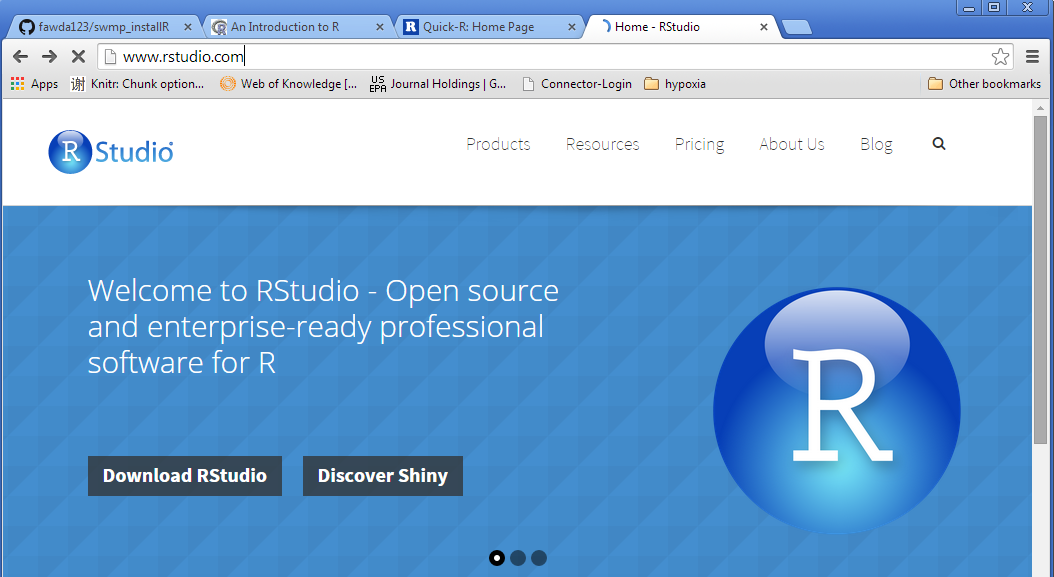 fawda123/swmp_installR
An Introduction to R
Quick-R: Home Page
Home - RStudio
www.rstudio.com
Apps
谢 Knitr: Chunk option...
Web of Knowledge [...
US EPA Journal Holdings | G...
Connector-Login
hypoxia
Other bookmarks
R Studio®
Products
Resources
Pricing
About Us
Blog
Welcome to RStudio - Open source
and enterprise-ready professional
software for R
R
Download RStudio
Discover Shiny